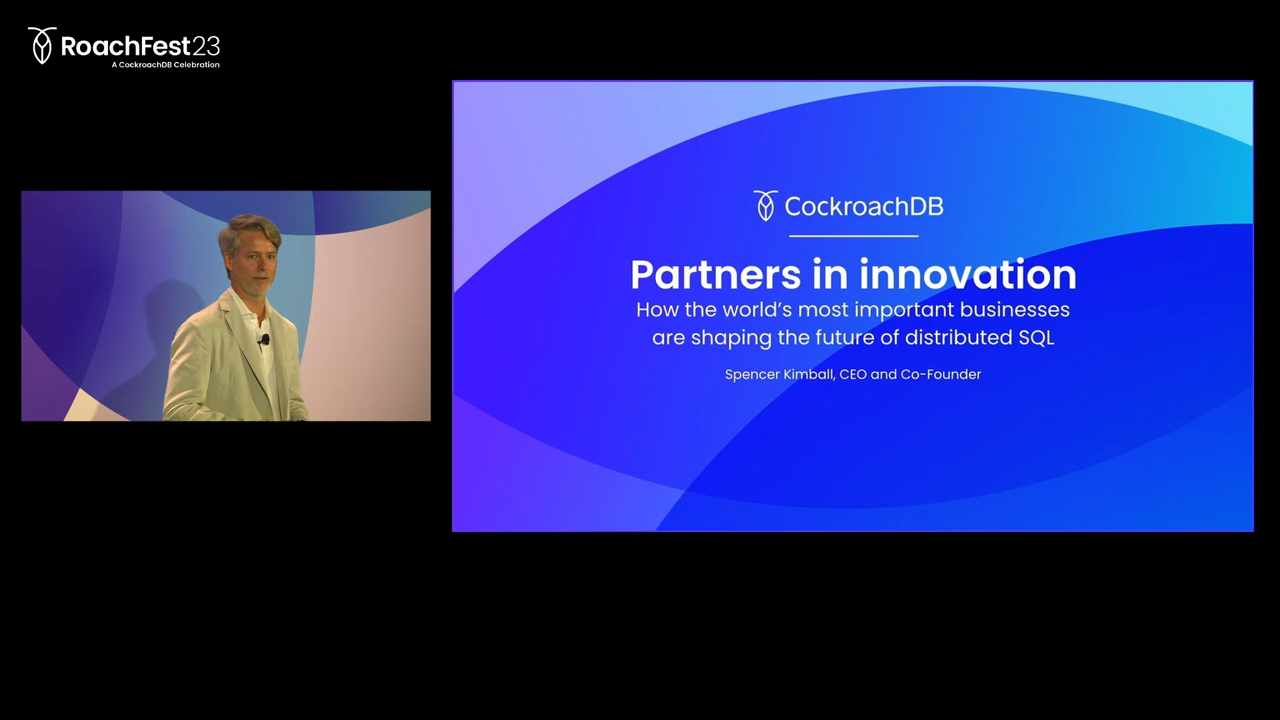 RoachFest23
A CockroachDB Celebration
CockroachDB
Partners in innovation
How the world's most important businesses
are shaping the future of distributed SQL
Spencer Kimball, CEO and Co-Founder